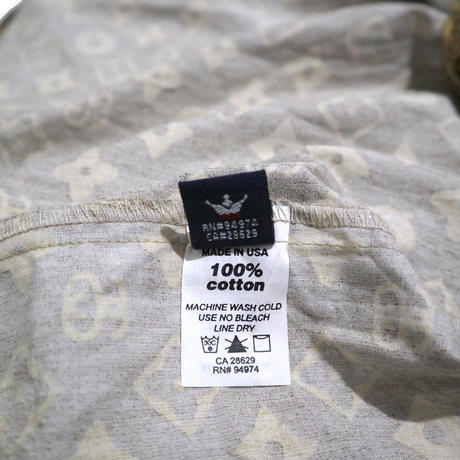 RN#94974
CA#28629
MADE IN USA
100%
cotton
MACHINE WASH COLD
USE NO BLEACH
LINE DRY
CA 28629
RN# 94974